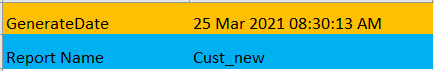 GenerateDate 25 Mar 2021 08:30:13 AM
Report Name Cust_new